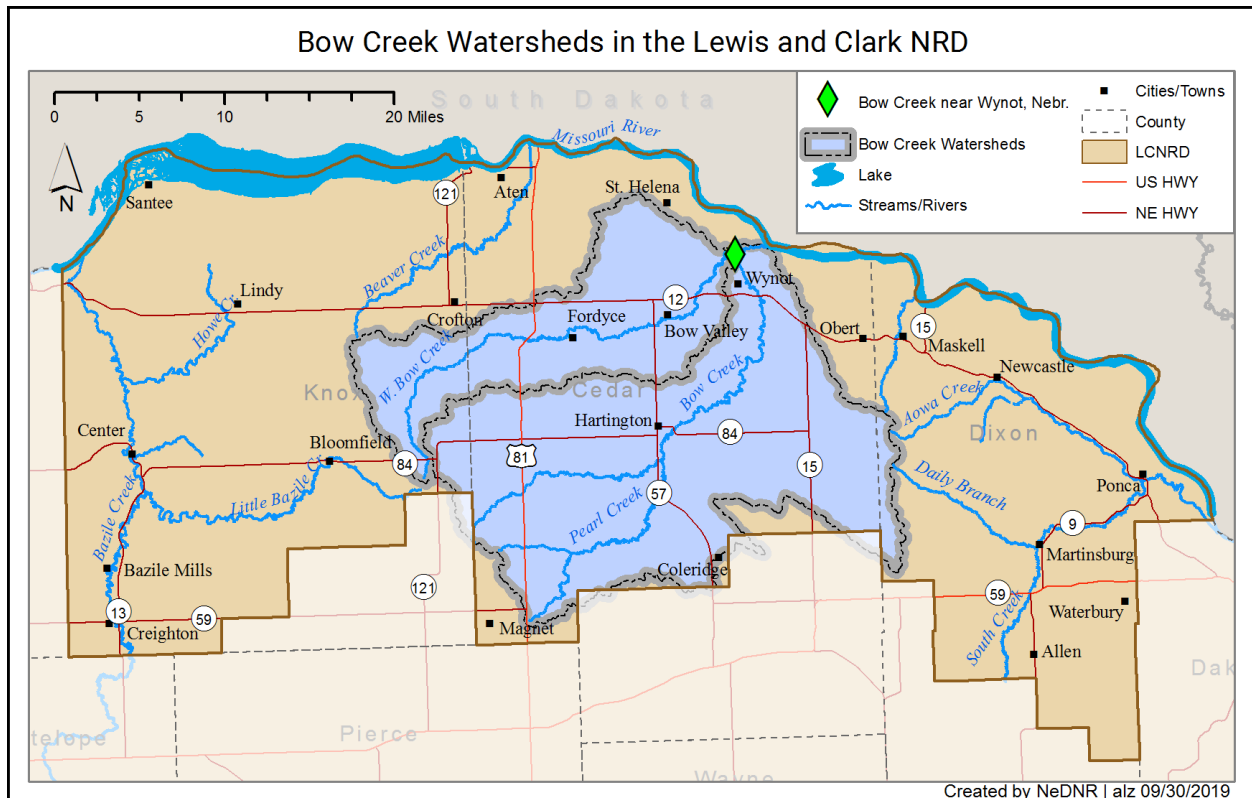 Bow Creek Watersheds in the Lewis and Clark NRD
0 5 10 20 Miles
South Dakota
Missouri River
N
Bow Creek near Wynot, Nebr.
Bow Creek Watersheds
Lake
Streams/Rivers
Cities/Towns
County
LCNRD
US HWY
NE HWY
Santee
121
Aten
St. Helena
Beaver Creek
Wynot
Lindy
Howe Cr.
Crofton
12
Fordyce
Bow Valley
Obert
15
Maskell
W. Bow Creek
Newcastle
Knox
Cedar
Bow Creek
Aowa Creek
Center
Hartington
84
Dixon
Bloomfield
84
81
15
Daily Branch
Ponca
Little Bazile Cr.
57
Bazile Creek
Pearl Creek
9
Martinsburg
Bazile Mills
Coleridge
121
13
59
59
Waterbury
Creighton
Magnet
South Creek
Allen
Dak
telope
Pierce
Wayne
Created by NeDNR | alz 09/30/2019